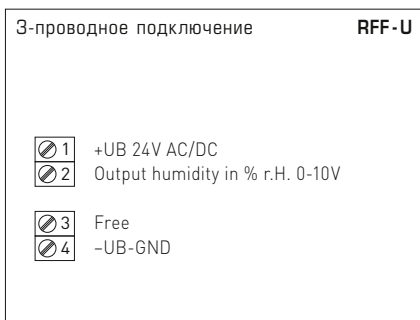 3-проводное подключение RFF-U
1 +UB 24V AC/DC
2 Output humidity in % r.H. 0-10V
3 Free
4 –UB-GND